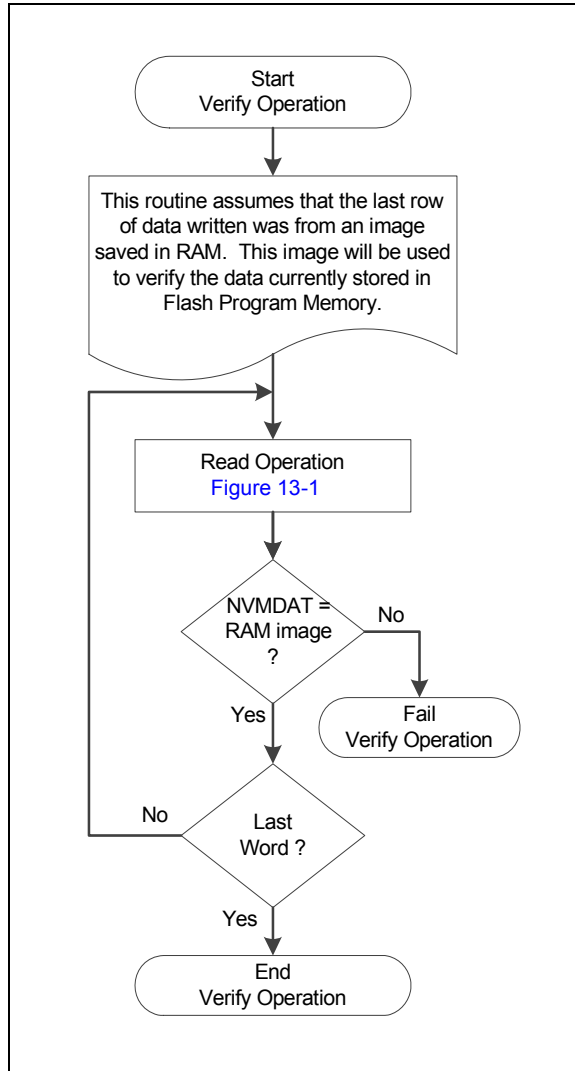 Start
Verify Operation
This routine assumes that the last row
of data written was from an image
saved in RAM. This image will be used
to verify the data currently stored in
Flash Program Memory.
Read Operation
Figure 13-1
NVMDAT =
RAM image
?
No
Yes
Fail
Verify Operation
No
Last
Word ?
Yes
End
Verify Operation